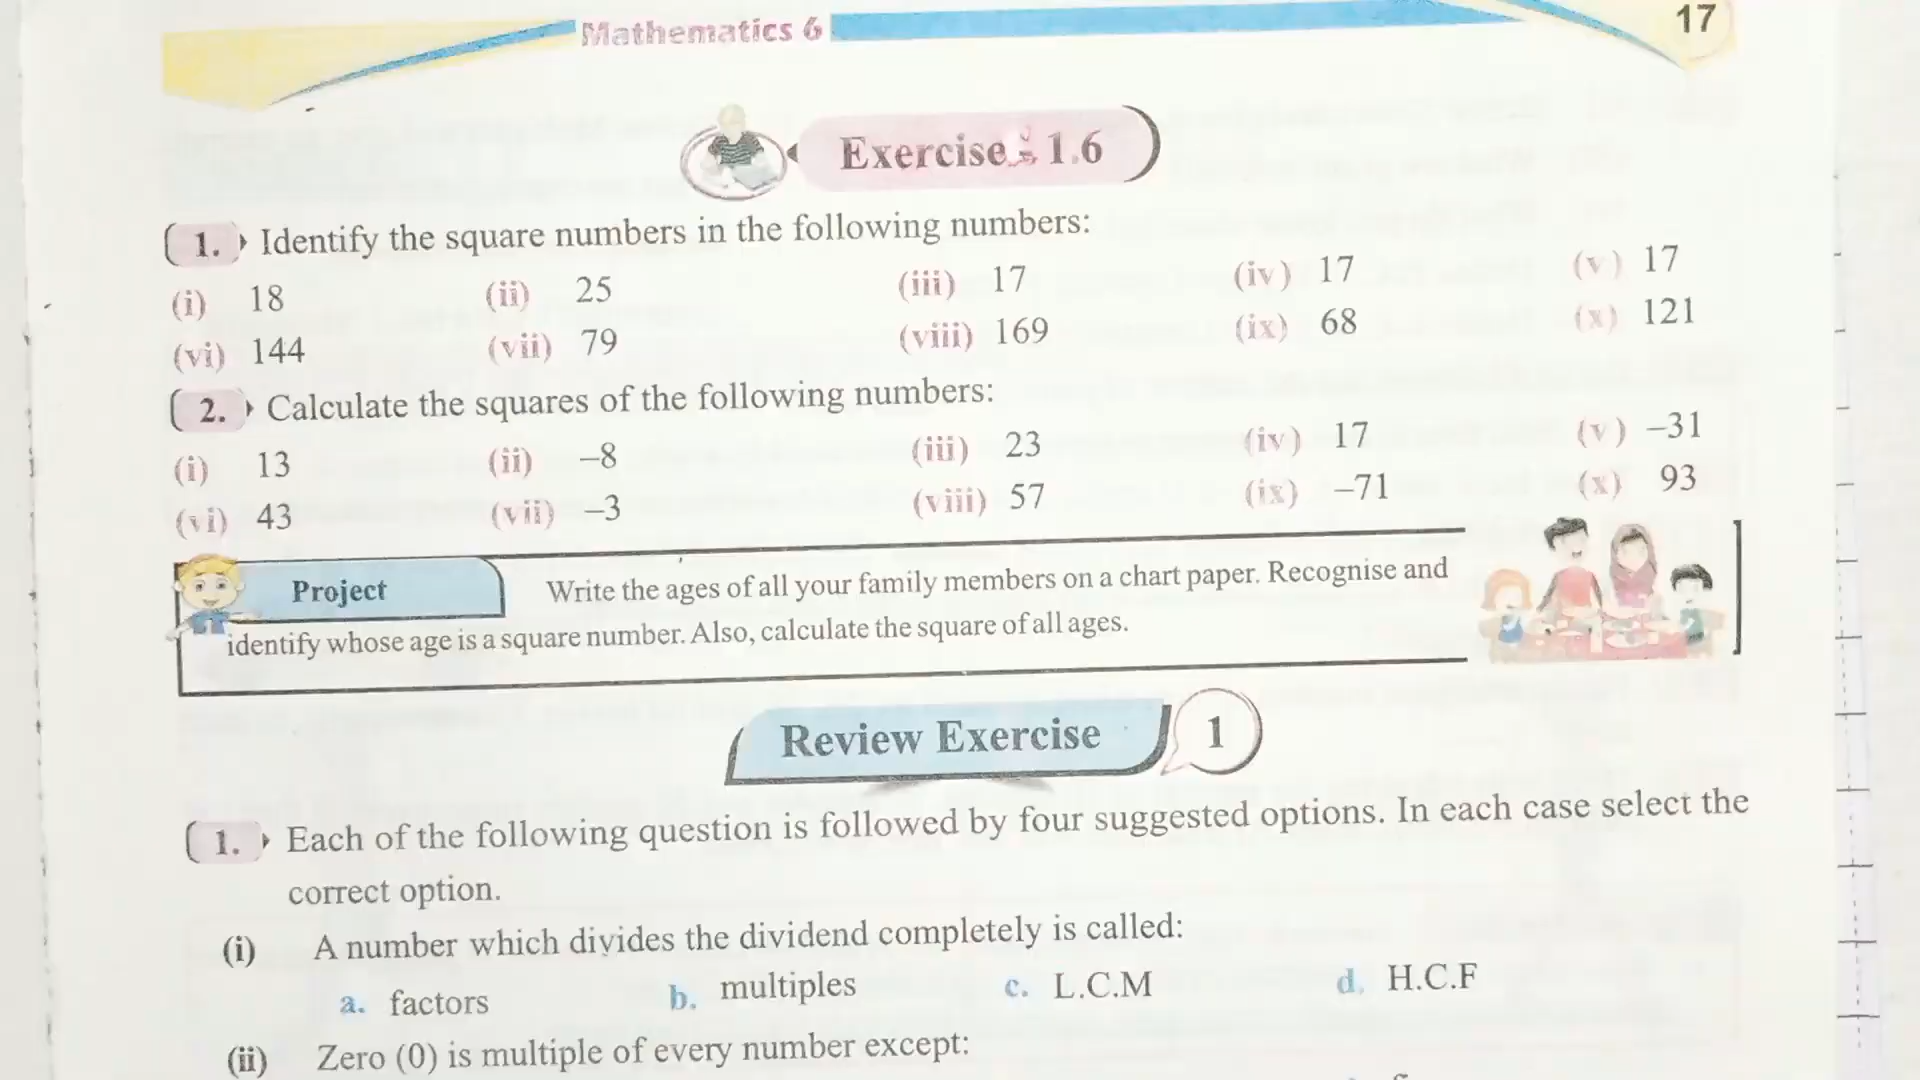 Mathematics 6 17
Exercise - 1.6
1. Identify the square numbers in the following numbers:
(i) 18 (ii) 25 (iii) 17 (iv) 17 (v) 17
(vi) 144 (vii) 79 (viii) 169 (ix) 68 (x) 121
2. Calculate the squares of the following numbers:
(i) 13 (ii) –8 (iii) 23 (iv) 17 (v) –31
(vi) 43 (vii) –3 (viii) 57 (ix) –71 (x) 93
Project Write the ages of all your family members on a chart paper. Recognise and
identify whose age is a square number. Also, calculate the square of all ages.
Review Exercise 1
1. Each of the following question is followed by four suggested options. In each case select the
correct option.
(i) A number which divides the dividend completely is called:
a. factors b. multiples c. L.C.M d. H.C.F
(ii) Zero (0) is multiple of every number except: